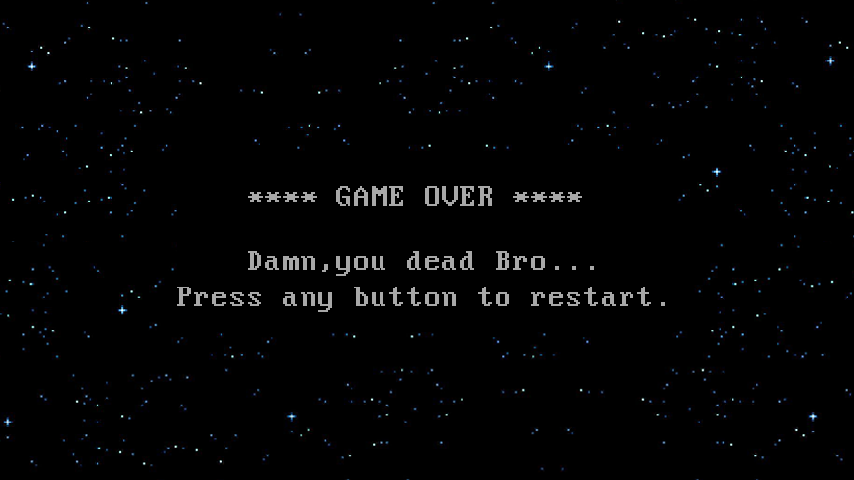 **** GAME OVER ****
Damn,you dead Bro...
Press any button to restart.